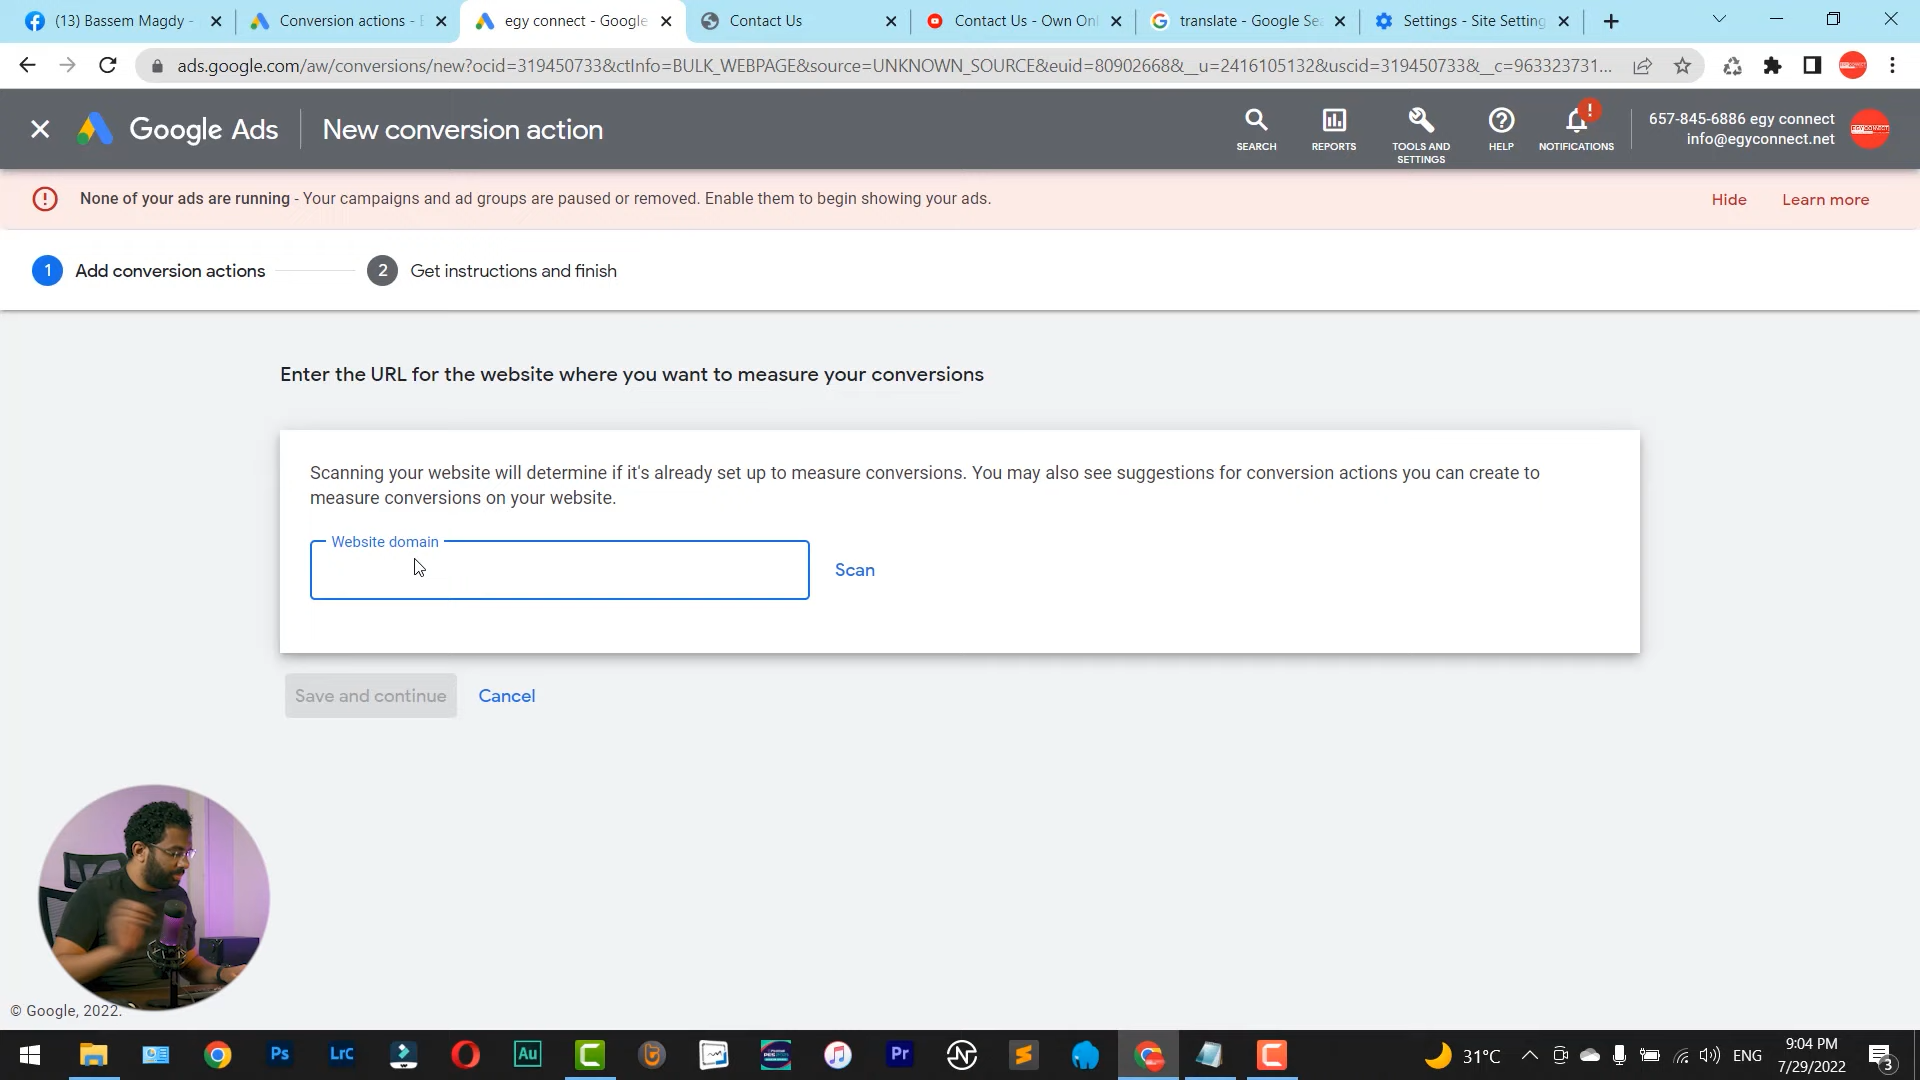 (13) Bassem Magdy -
Conversion actions -
egy connect - Google
Contact Us
Contact Us - Own Onl
translate - Google Sea
Settings - Site Setting
ads.google.com/aw/conversions/new?ocid=319450733&ctInfo=BULK_WEBPAGE&source=UNKNOWN_SOURCE&euid=80902668&__u=2416105132&uscid=319450733&__c=963323731...
Google Ads
New conversion action
SEARCH
REPORTS
TOOLS AND
SETTINGS
HELP
!
NOTIFICATIONS
657-845-6886 egy connect
info@egyconnect.net
None of your ads are running - Your campaigns and ad groups are paused or removed. Enable them to begin showing your ads.
Hide
Learn more
1
Add conversion actions
2
Get instructions and finish
Enter the URL for the website where you want to measure your conversions
Scanning your website will determine if it's already set up to measure conversions. You may also see suggestions for conversion actions you can create to
measure conversions on your website.
Website domain
Scan
Save and continue
Cancel
© Google, 2022.
Ps
LrC
Au
Pr
31°C
ENG
9:04 PM
7/29/2022
3